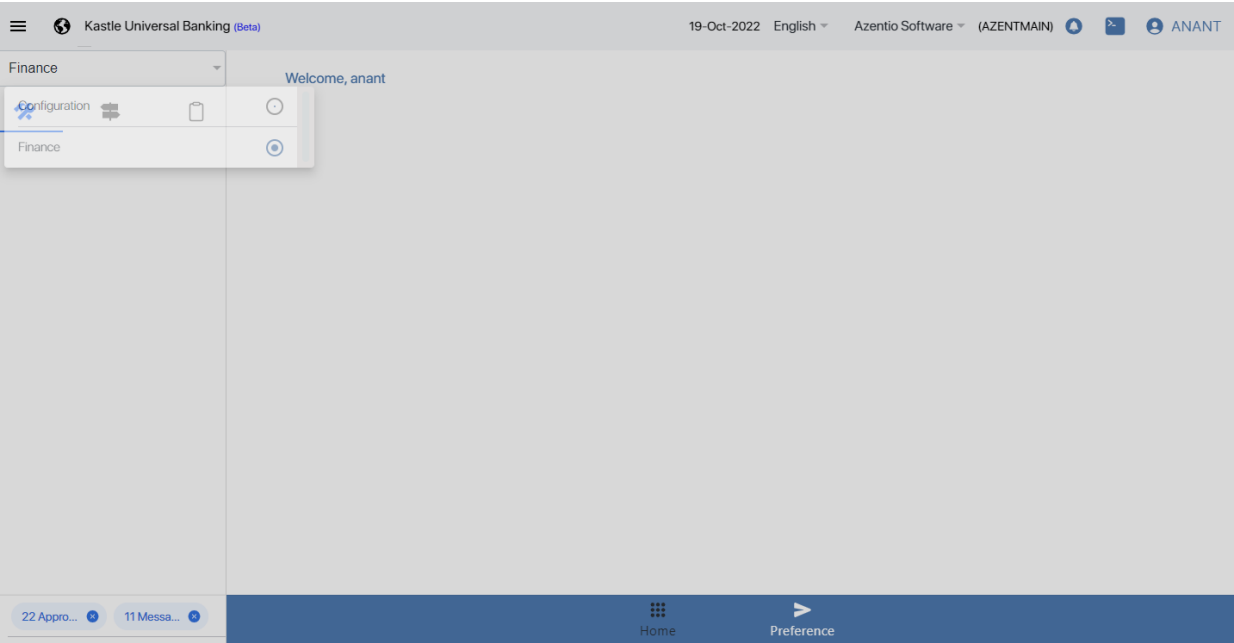 Kastle Universal Banking (Beta)
19-Oct-2022 English Azentio Software (AZENTMAIN) ANANT
Finance
Welcome, anant
Configuration
Finance
22 Appro... 11 Messa...
Home Preference